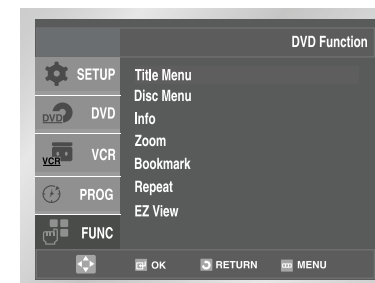 DVD Function
SETUP
DVD DVD
VCR VCR
PROG
FUNC
Title Menu
Disc Menu
Info
Zoom
Bookmark
Repeat
EZ View
OK RETURN MENU